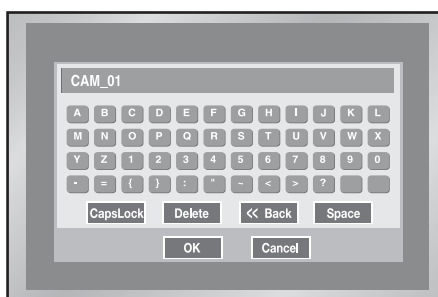 CAM_01
A B C D E F G H I J K L
M N O P Q R S T U V W X
Y Z 1 2 3 4 5 6 7 8 9 0
- = { } : " ~ < > ?
CapsLock Delete << Back Space
OK Cancel